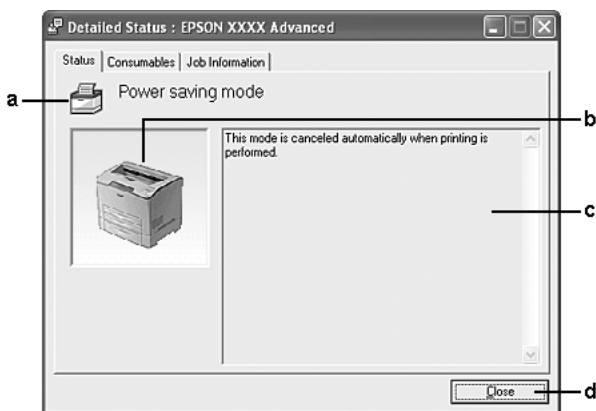 Detailed Status : EPSON XXXX Advanced
Status Consumables Job Information
a
Power saving
mode
b
This mode is canceled automatically when printing is
performed.
c
Close
d